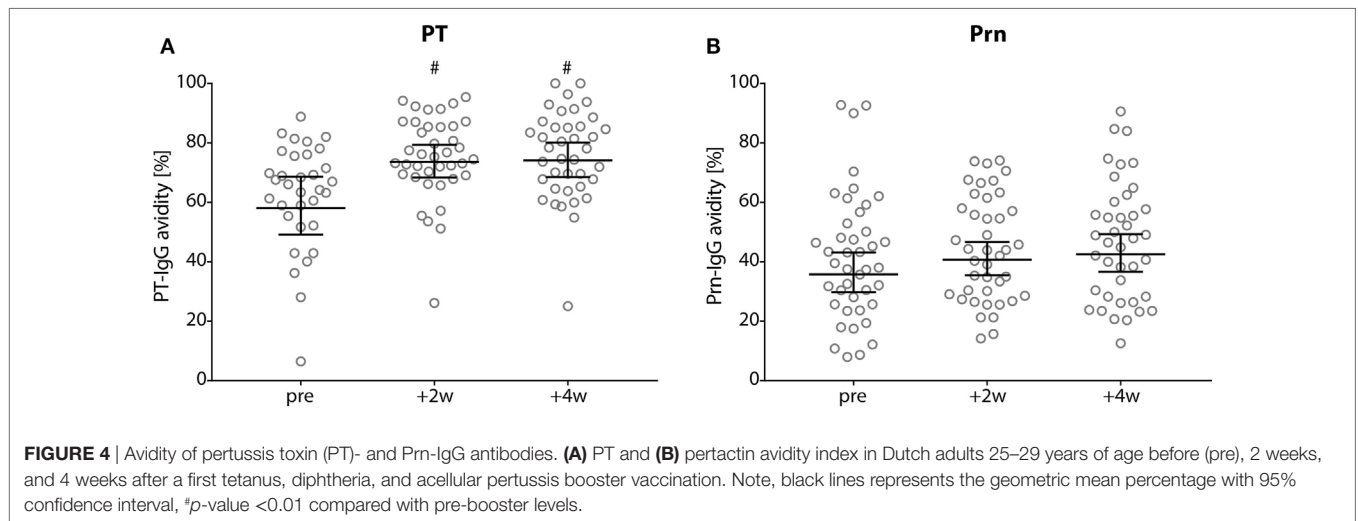 A
PT
#
#
100
80
60
40
20
0
PT-IgG avidity [%]
pre
+2w
+4w
B
Prn
100
80
60
40
20
0
Prn-IgG avidity [%]
pre
+2w
+4w
FIGURE 4 | Avidity of pertussis toxin (PT)- and Prn-IgG antibodies. (A) PT and (B) pertactin avidity index in Dutch adults 25–29 years of age before (pre), 2 weeks,
and 4 weeks after a first tetanus, diphtheria, and acellular pertussis booster vaccination. Note, black lines represents the geometric mean percentage with 95%
confidence interval, #p-value <0.01 compared with pre-booster levels.